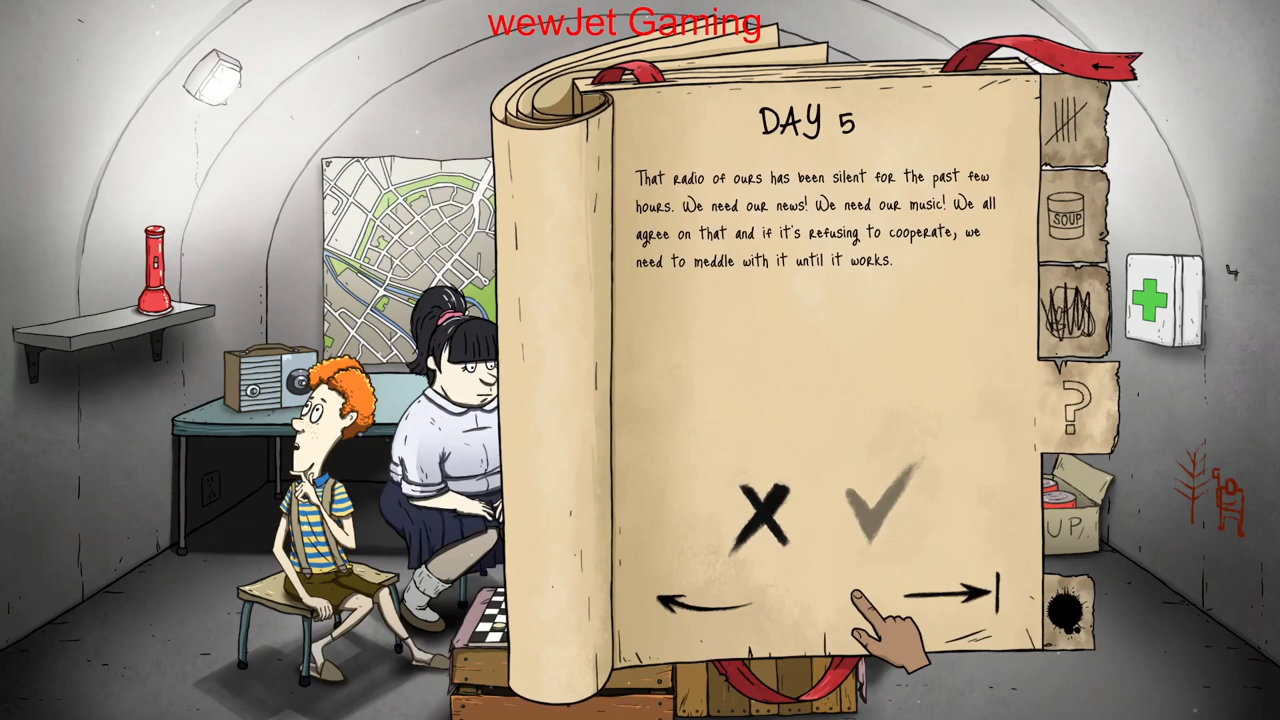 wewJet Gaming
DAY 5
That radio of ours has been silent for the past few
hours. We need our news! We need our music! We all
agree on that and if it's refusing to cooperate, we
need to meddle with it until it works.
SOUP
?
UP